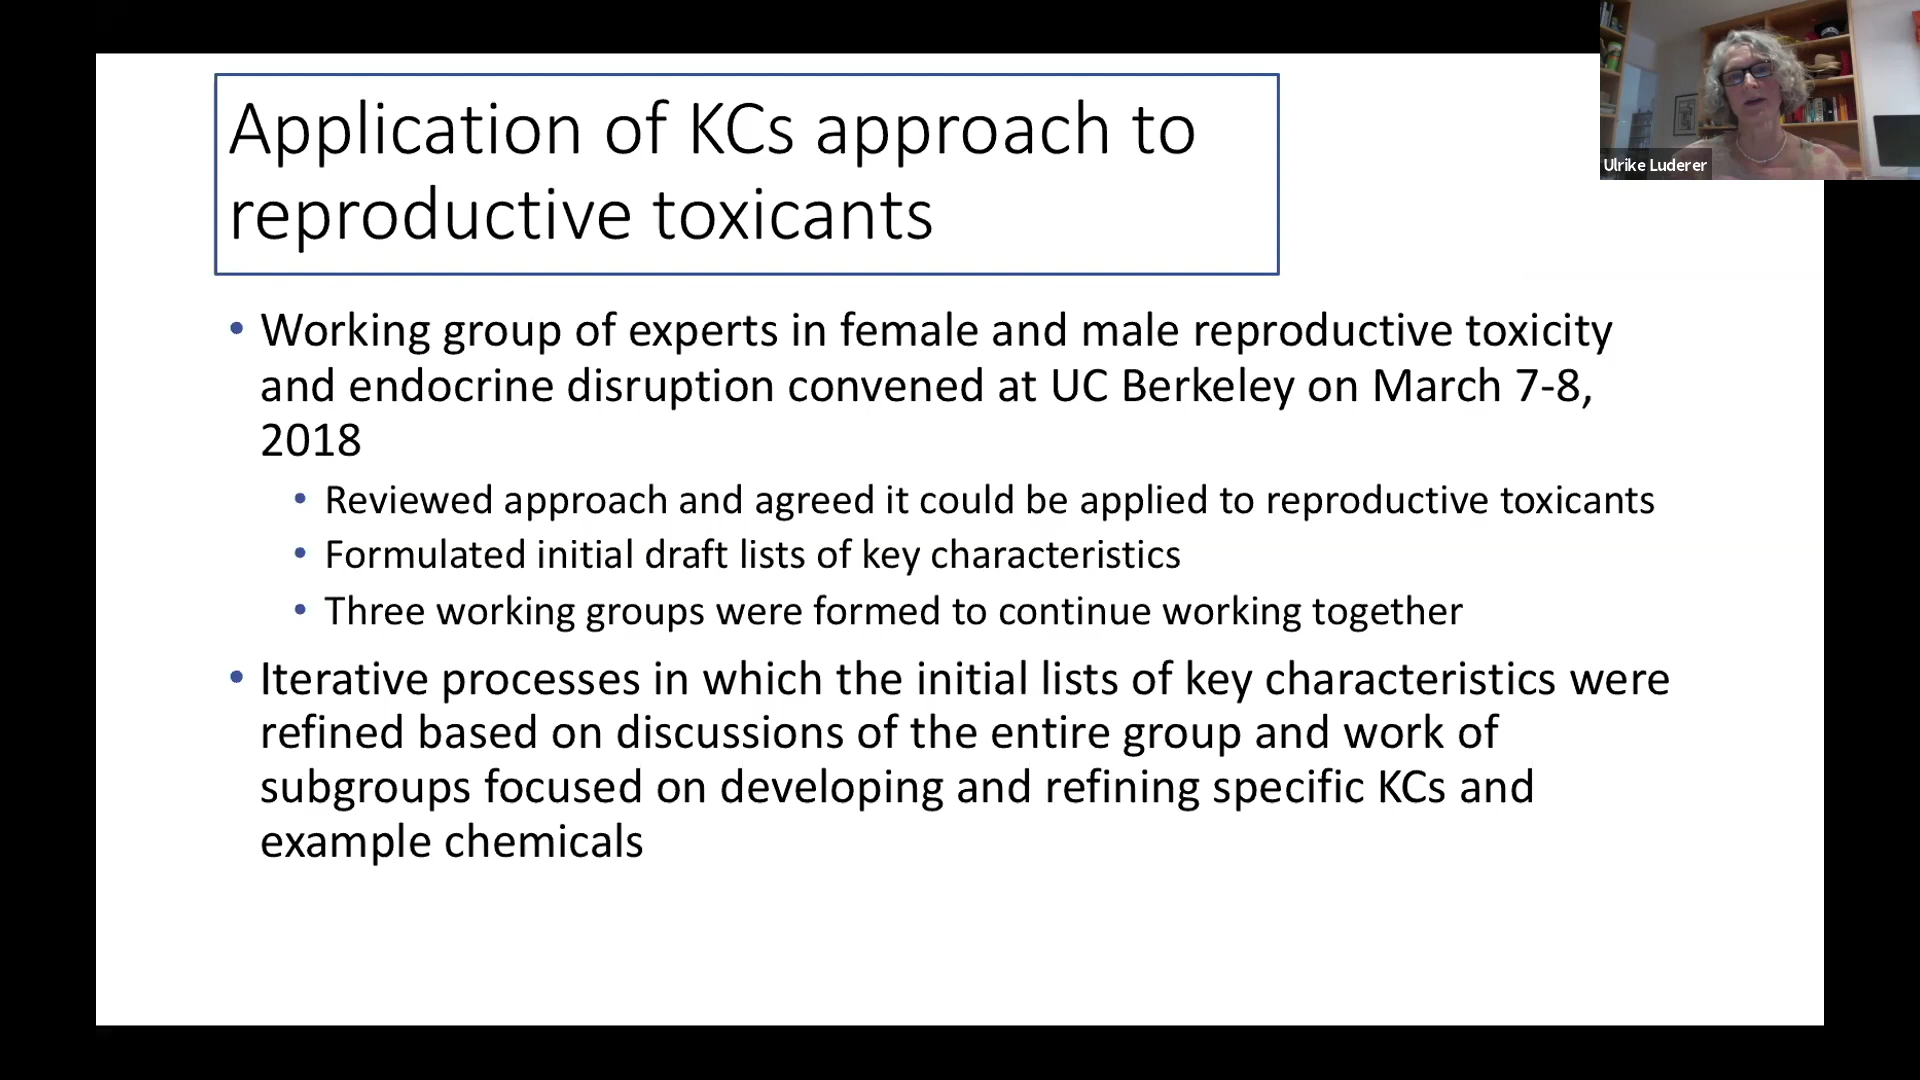 Application of KCs approach to
reproductive toxicants
Ulrike Luderer
• Working group of experts in female and male reproductive toxicity
and endocrine disruption convened at UC Berkeley on March 7-8,
2018
• Reviewed approach and agreed it could be applied to reproductive toxicants
• Formulated initial draft lists of key characteristics
• Three working groups were formed to continue working together
• Iterative processes in which the initial lists of key characteristics were
refined based on discussions of the entire group and work of
subgroups focused on developing and refining specific KCs and
example chemicals